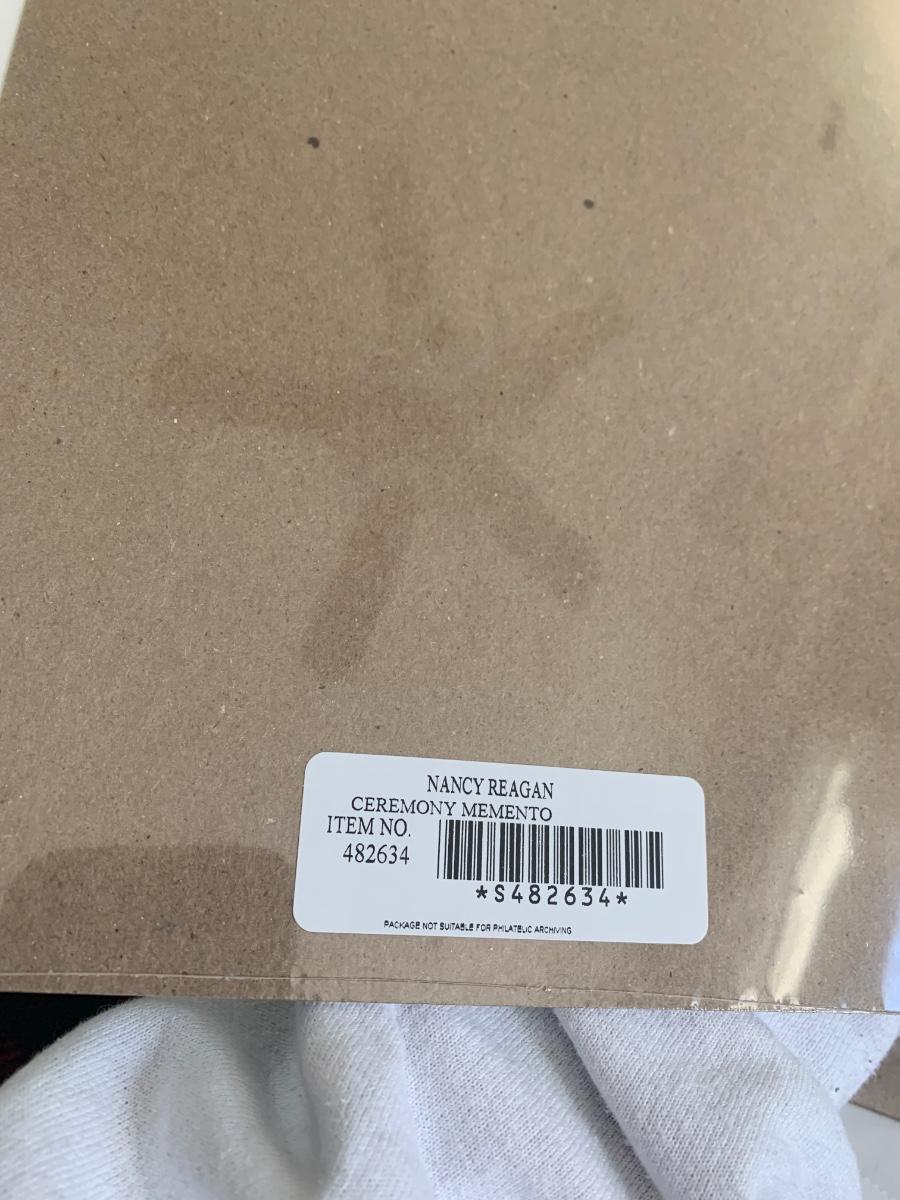 NANCY REAGAN
CEREMONY MEMENTO
ITEM NO.
482634
*S482634*
PACKAGE NOT SUITABLE FOR PHILATELIC ARCHIVING